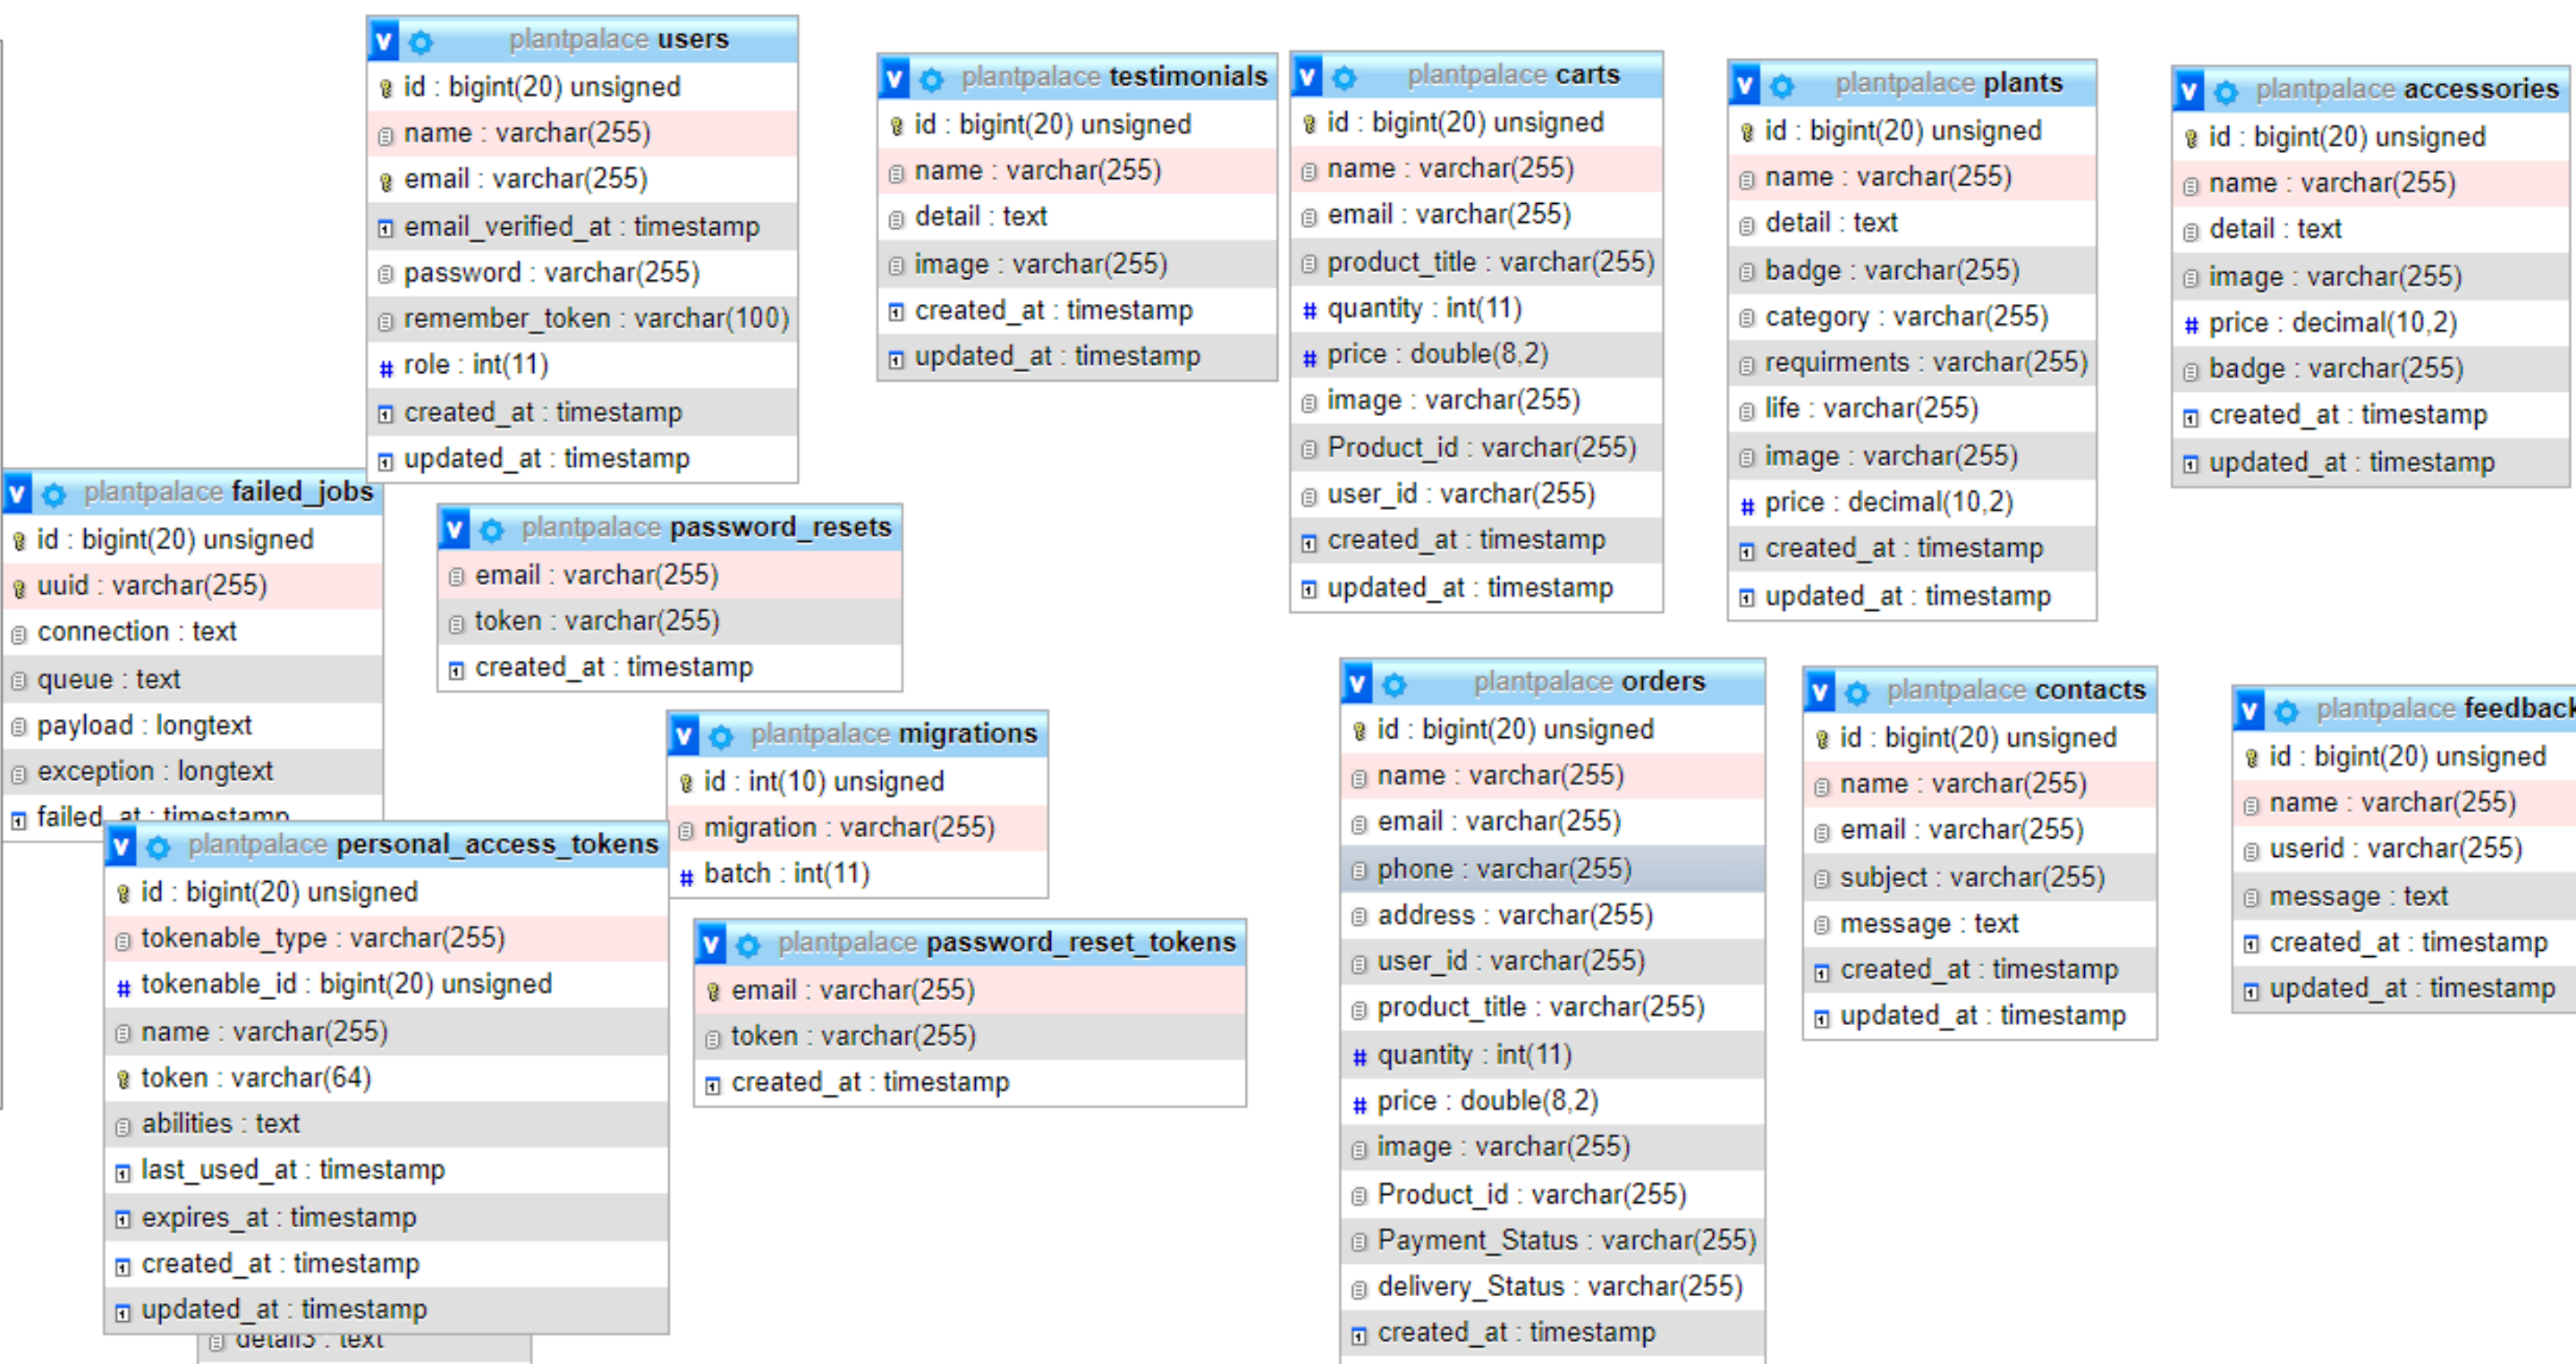 plantpalace users
id : bigint(20) unsigned
name : varchar(255)
email : varchar(255)
email_verified_at : timestamp
password : varchar(255)
remember_token : varchar(100)
role : int(11)
created_at : timestamp
updated_at : timestamp
plantpalace testimonials
id : bigint(20) unsigned
name : varchar(255)
detail : text
image : varchar(255)
created_at : timestamp
updated_at : timestamp
plantpalace carts
id : bigint(20) unsigned
name : varchar(255)
email : varchar(255)
product_title : varchar(255)
quantity : int(11)
price : double(8,2)
image : varchar(255)
Product_id : varchar(255)
user_id : varchar(255)
created_at : timestamp
updated_at : timestamp
plantpalace plants
id : bigint(20) unsigned
name : varchar(255)
detail : text
badge : varchar(255)
category : varchar(255)
requirments : varchar(255)
life : varchar(255)
image : varchar(255)
price : decimal(10,2)
created_at : timestamp
updated_at : timestamp
plantpalace accessories
id : bigint(20) unsigned
name : varchar(255)
detail : text
image : varchar(255)
price : decimal(10,2)
badge : varchar(255)
created_at : timestamp
updated_at : timestamp
plantpalace failed_jobs
id : bigint(20) unsigned
uuid : varchar(255)
connection : text
queue : text
payload : longtext
exception : longtext
failed_at : timestamp
plantpalace password_resets
email : varchar(255)
token : varchar(255)
created_at : timestamp
plantpalace migrations
id : int(10) unsigned
migration : varchar(255)
batch : int(11)
plantpalace personal_access_tokens
id : bigint(20) unsigned
tokenable_type : varchar(255)
tokenable_id : bigint(20) unsigned
name : varchar(255)
token : varchar(64)
abilities : text
last_used_at : timestamp
expires_at : timestamp
created_at : timestamp
updated_at : timestamp
detail3 : text
plantpalace password_reset_tokens
email : varchar(255)
token : varchar(255)
created_at : timestamp
plantpalace orders
id : bigint(20) unsigned
name : varchar(255)
email : varchar(255)
phone : varchar(255)
address : varchar(255)
user_id : varchar(255)
product_title : varchar(255)
quantity : int(11)
price : double(8,2)
image : varchar(255)
Product_id : varchar(255)
Payment_Status : varchar(255)
delivery_Status : varchar(255)
created_at : timestamp
plantpalace contacts
id : bigint(20) unsigned
name : varchar(255)
email : varchar(255)
subject : varchar(255)
message : text
created_at : timestamp
updated_at : timestamp
plantpalace feedback
id : bigint(20) unsigned
name : varchar(255)
userid : varchar(255)
message : text
created_at : timestamp
updated_at : timestamp